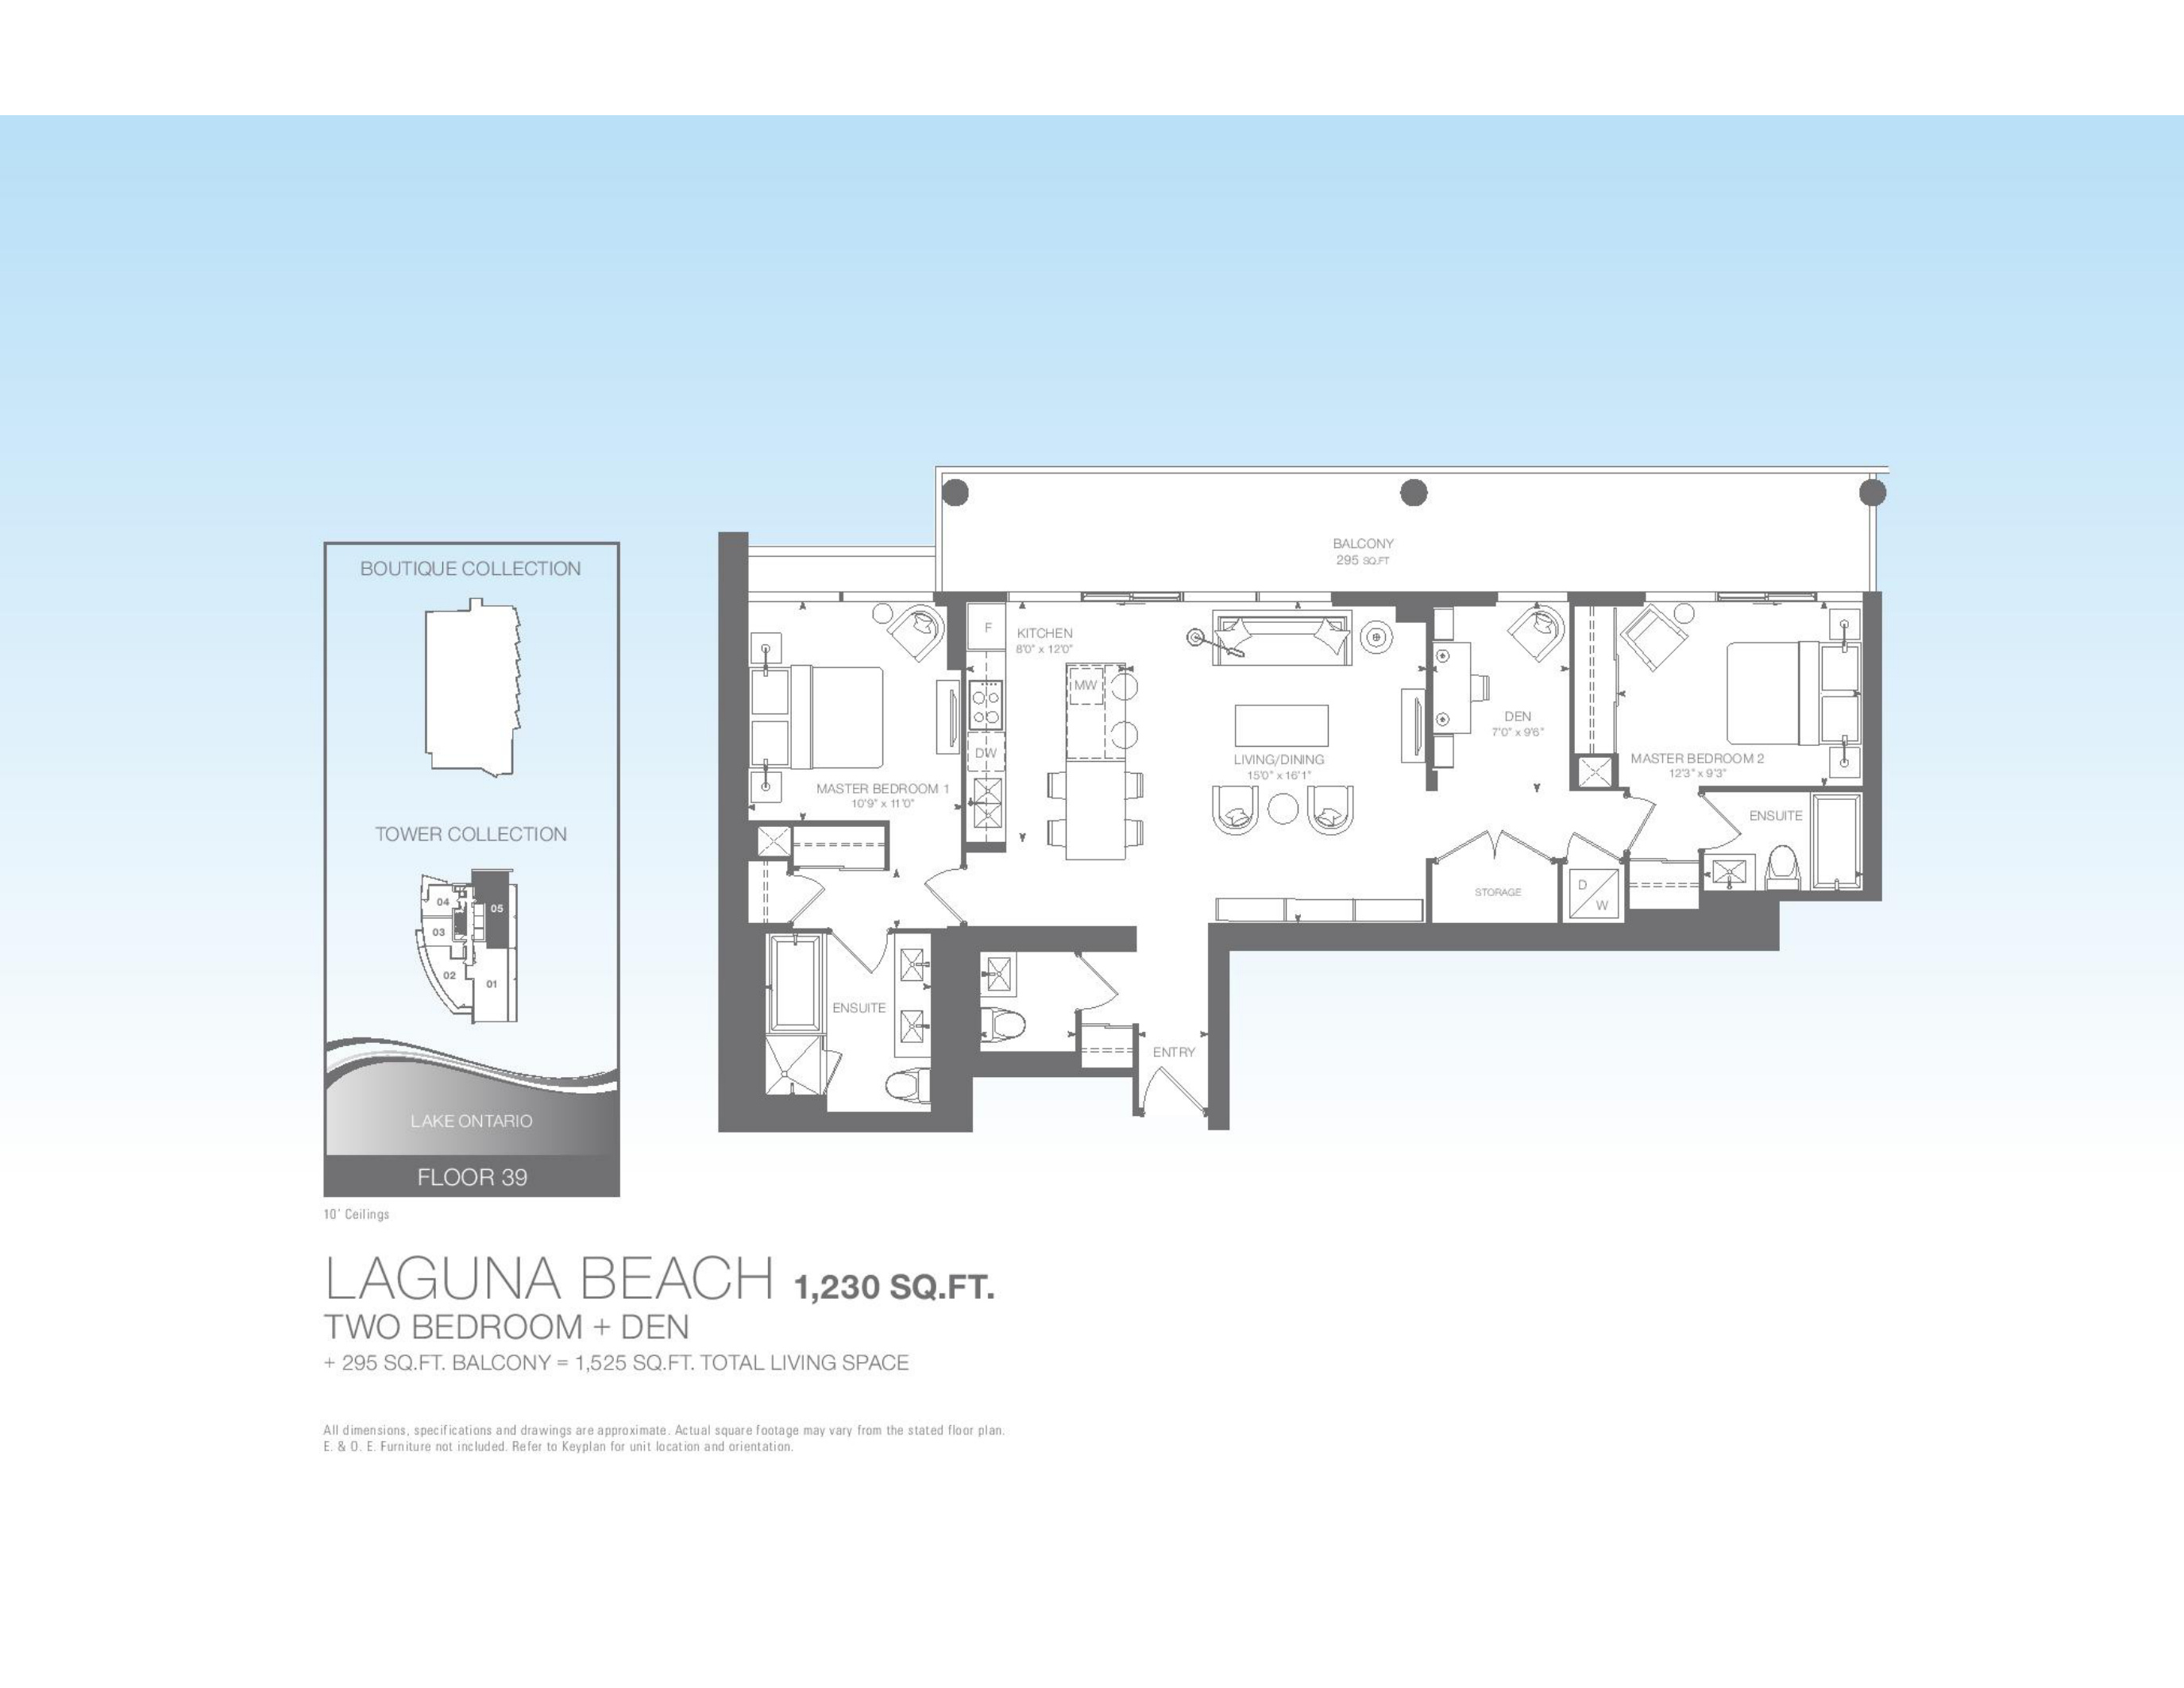 BOUTIQUE COLLECTION
TOWER COLLECTION
04
05
03
02
01
LAKE ONTARIO
FLOOR 39
10' Ceilings
BALCONY
295 SQ.FT
F
KITCHEN
8'0" x 12'0"
MW
DW
MASTER BEDROOM 1
10'9" x 11'0"
LIVING/DINING
15'0" x 16'1"
DEN
7'0" x 9'6"
MASTER BEDROOM 2
12'3" x 9'3"
ENSUITE
STORAGE
D
W
ENSUITE
ENTRY
LAGUNA BEACH 1,230 SQ.FT.
TWO BEDROOM + DEN
+ 295 SQ.FT. BALCONY = 1,525 SQ.FT. TOTAL LIVING SPACE
All dimensions, specifications and drawings are approximate. Actual square footage may vary from the stated floor plan.
E. & O. E. Furniture not included. Refer to Keyplan for unit location and orientation.